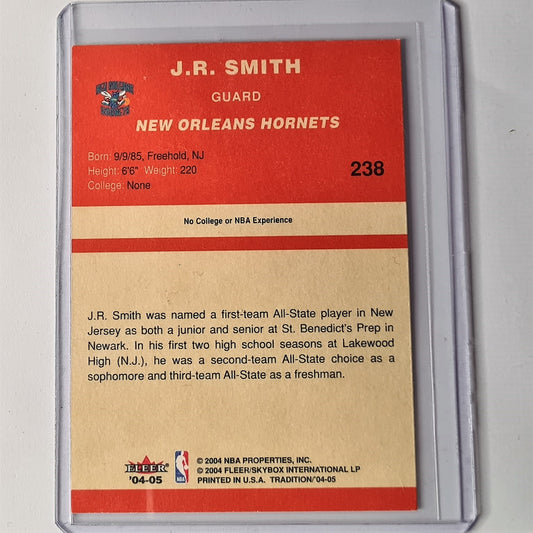 J.R. SMITH
GUARD
NEW ORLEANS HORNETS
Born: 9/9/85, Freehold, NJ
Height: 6'6" Weight: 220
College: None
238
No College or NBA Experience
J.R. Smith was named a first-team All-State player in New
Jersey as both a junior and senior at St. Benedict's Prep in
Newark. In his first two high school seasons at Lakewood
High (N.J.), he was a second-team All-State choice as a
sophomore and third-team All-State as a freshman.
FLEER
'04-05
NBA
© 2004 NBA PROPERTIES, INC.
© 2004 FLEER/SKYBOX INTERNATIONAL LP
PRINTED IN U.S.A. TRADITION/'04-05